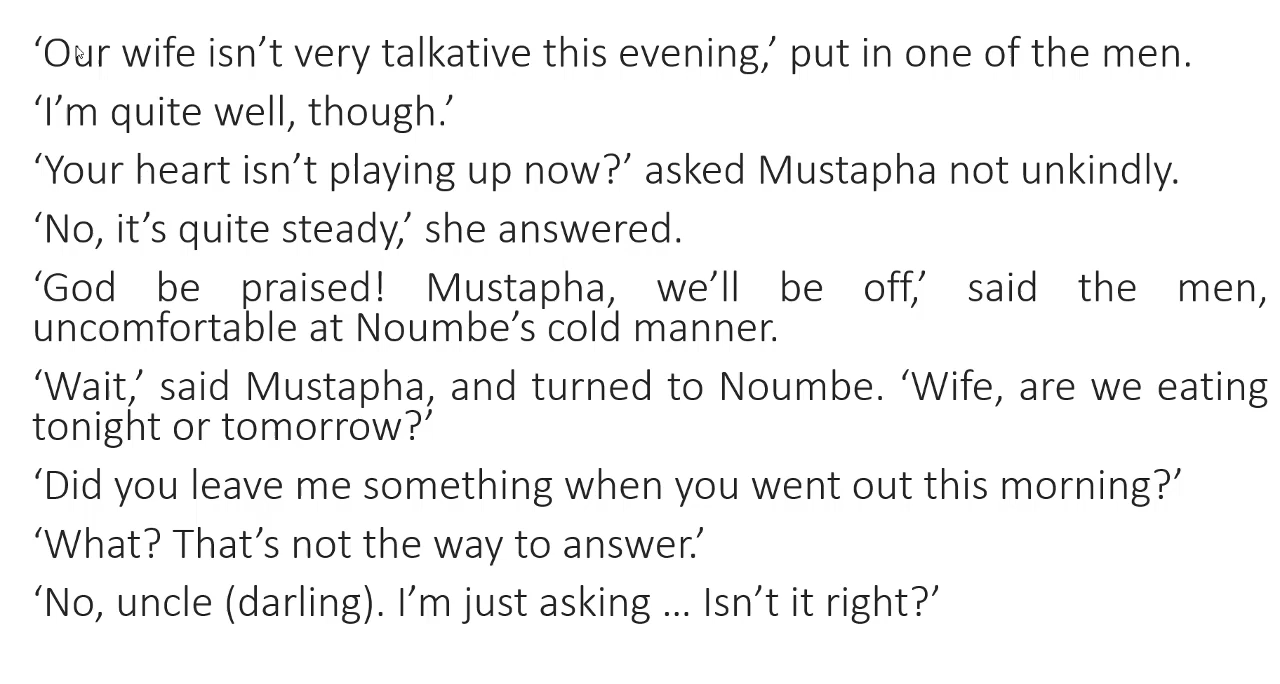 ‘Our wife isn’t very talkative this evening,’ put in one of the men.
‘I’m quite well, though.’
‘Your heart isn’t playing up now?’ asked Mustapha not unkindly.
‘No, it’s quite steady,’ she answered.
‘God be praised! Mustapha, we’ll be off,’ said the men,
uncomfortable at Noumbe’s cold manner.
‘Wait,’ said Mustapha, and turned to Noumbe. ‘Wife, are we eating
tonight or tomorrow?’
‘Did you leave me something when you went out this morning?’
‘What? That’s not the way to answer.’
‘No, uncle (darling). I’m just asking ... Isn’t it right?’